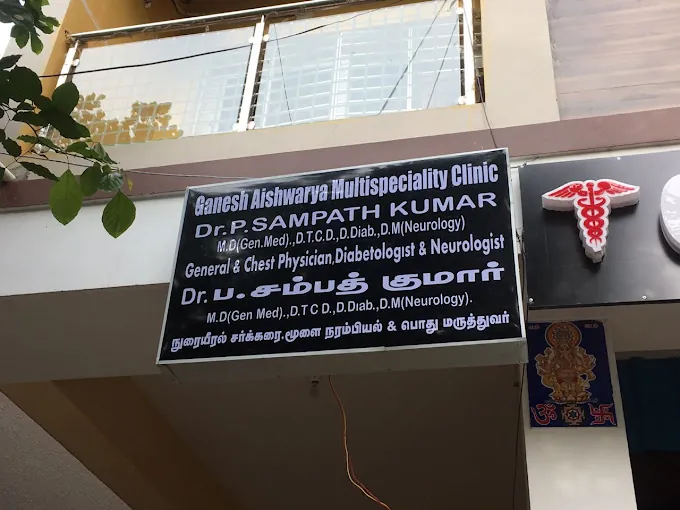 Ganesh Aishwarya Multispeciality Clinic
Dr.P.SAMPATH KUMAR
M.D(Gen.Med).,D.T.C.D.,D.Diab.,D.M(Neurology)
General & Chest Physician,Diabetologist & Neurologist
Dr. ப. சம்பத் குமார்
M.D(Gen Med).,D.T C D.,D.Diab.,D.M(Neurology).
நுரையீரல் சர்க்கரை.மூளை நரம்பியல் & பொது மருத்துவர்